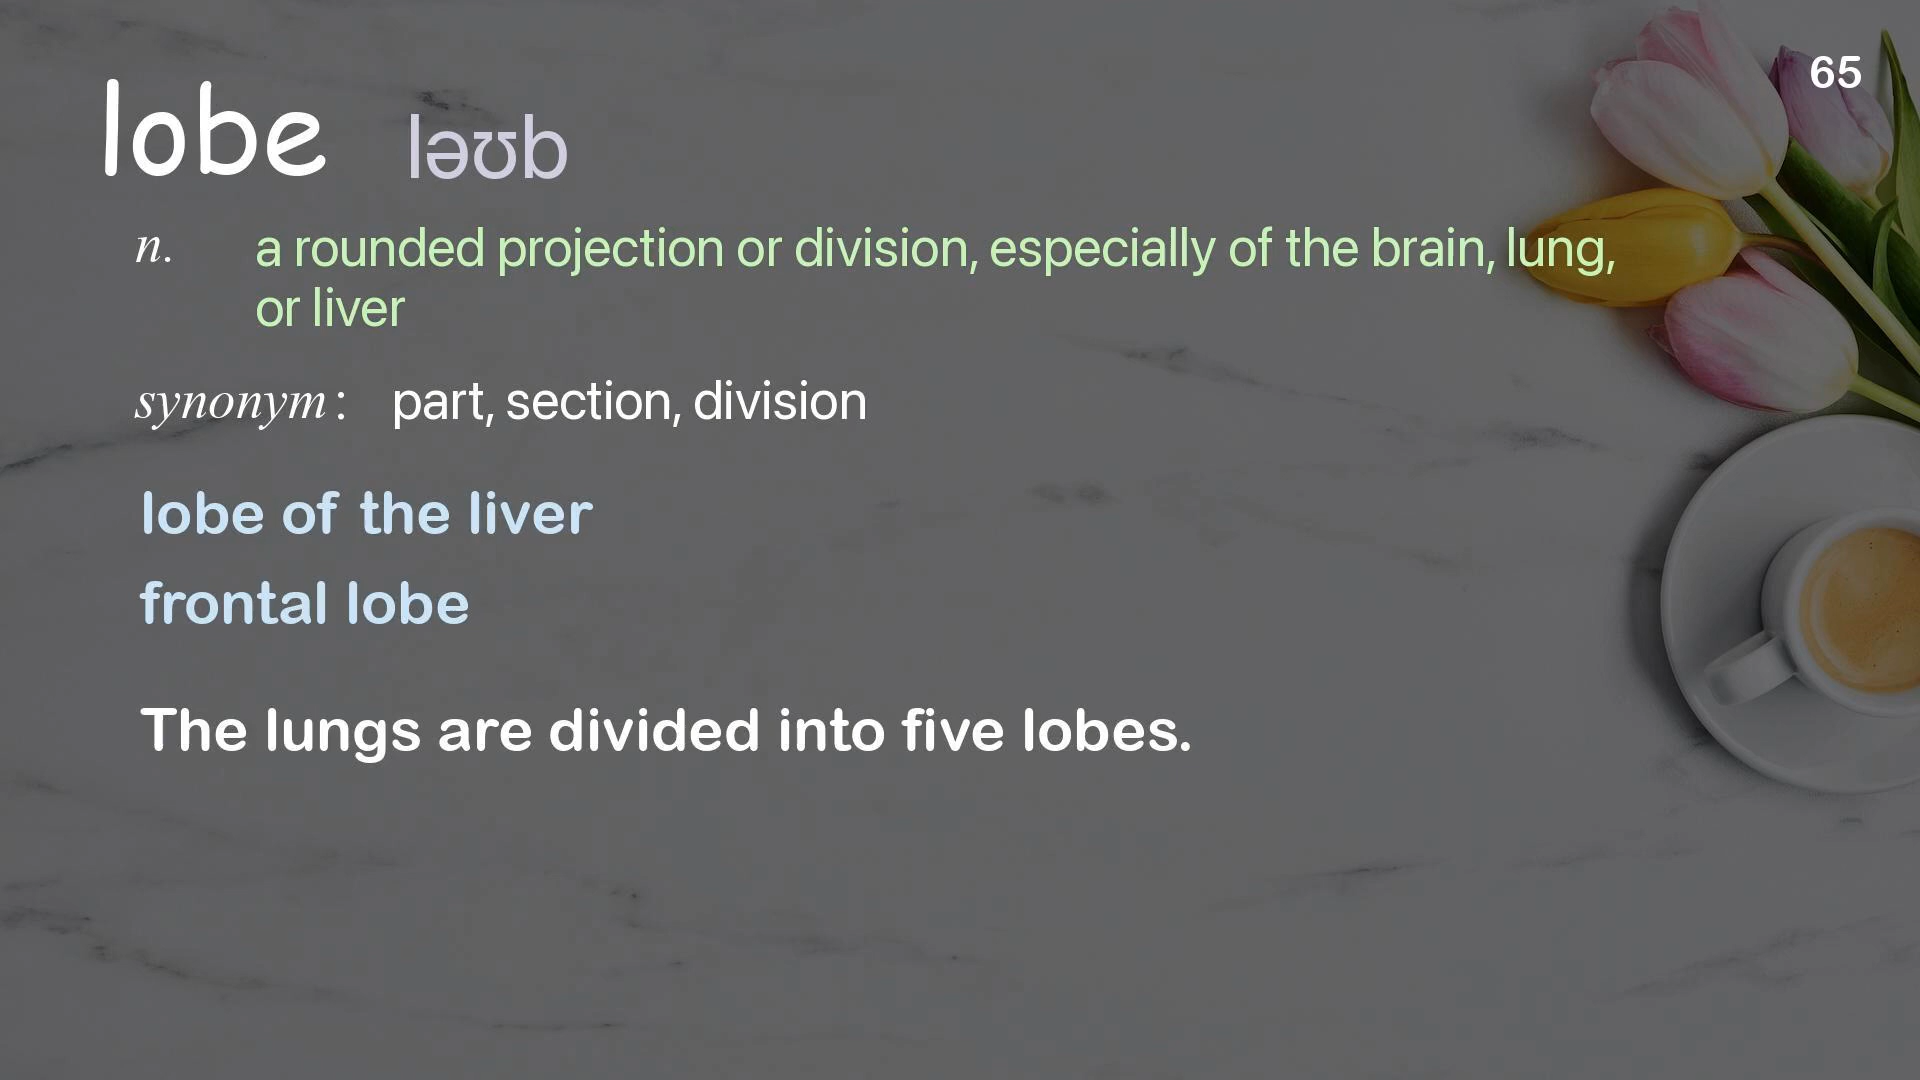 65
lobe ləʊb
n. a rounded projection or division, especially of the brain, lung,
or liver
synonym: part, section, division
lobe of the liver
frontal lobe
The lungs are divided into five lobes.